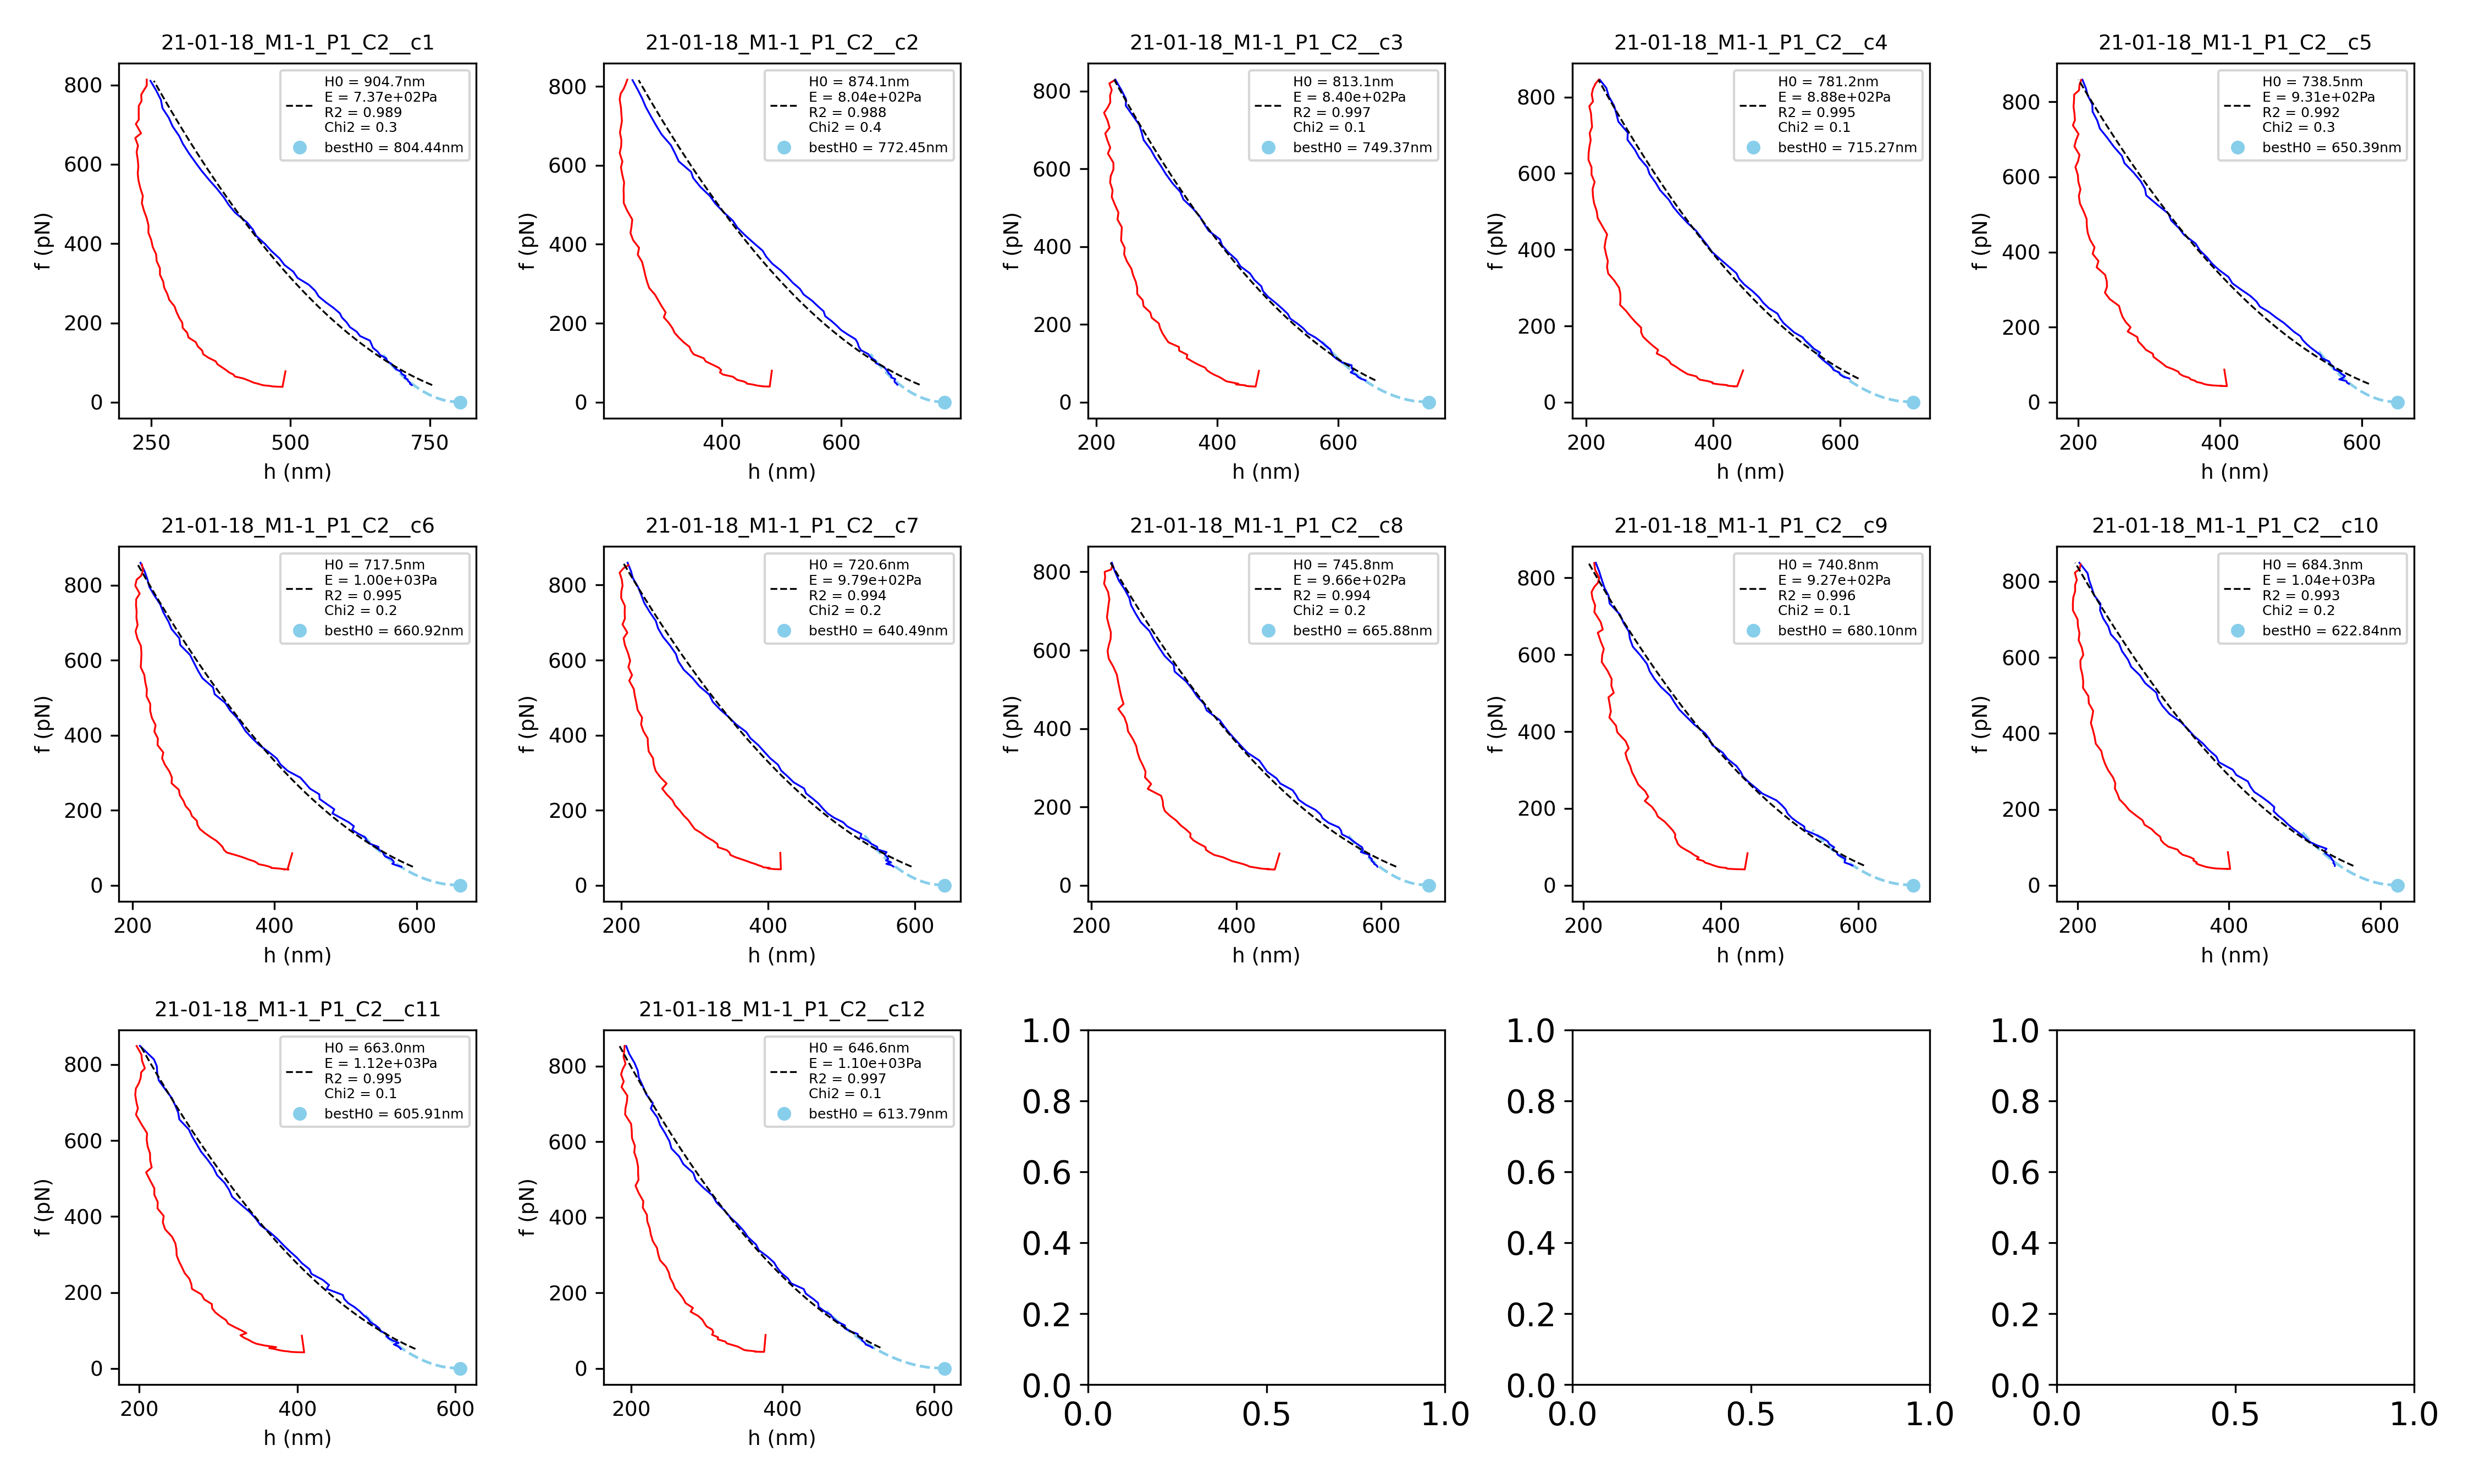 21-01-18_M1-1_P1_C2__c1
H0 = 904.7nm
E = 7.37e+02Pa
R2 = 0.989
Chi2 = 0.3
bestH0 = 804.44nm
800
600
400
200
0
f (pN)
250 500 750
h (nm)
21-01-18_M1-1_P1_C2__c2
H0 = 874.1nm
E = 8.04e+02Pa
R2 = 0.988
Chi2 = 0.4
bestH0 = 772.45nm
800
600
400
200
0
f (pN)
400 600
h (nm)
21-01-18_M1-1_P1_C2__c3
H0 = 813.1nm
E = 8.40e+02Pa
R2 = 0.997
Chi2 = 0.1
bestH0 = 749.37nm
800
600
400
200
0
f (pN)
200 400 600
h (nm)
21-01-18_M1-1_P1_C2__c4
H0 = 781.2nm
E = 8.88e+02Pa
R2 = 0.995
Chi2 = 0.1
bestH0 = 715.27nm
800
600
400
200
0
f (pN)
200 400 600
h (nm)
21-01-18_M1-1_P1_C2__c5
H0 = 738.5nm
E = 9.31e+02Pa
R2 = 0.992
Chi2 = 0.3
bestH0 = 650.39nm
800
600
400
200
0
f (pN)
200 400 600
h (nm)
21-01-18_M1-1_P1_C2__c6
H0 = 717.5nm
E = 1.00e+03Pa
R2 = 0.995
Chi2 = 0.2
bestH0 = 660.92nm
800
600
400
200
0
f (pN)
200 400 600
h (nm)
21-01-18_M1-1_P1_C2__c7
H0 = 720.6nm
E = 9.79e+02Pa
R2 = 0.994
Chi2 = 0.2
bestH0 = 640.49nm
800
600
400
200
0
f (pN)
200 400 600
h (nm)
21-01-18_M1-1_P1_C2__c8
H0 = 745.8nm
E = 9.66e+02Pa
R2 = 0.994
Chi2 = 0.2
bestH0 = 665.88nm
800
600
400
200
0
f (pN)
200 400 600
h (nm)
21-01-18_M1-1_P1_C2__c9
H0 = 740.8nm
E = 9.27e+02Pa
R2 = 0.996
Chi2 = 0.1
bestH0 = 680.10nm
800
600
400
200
0
f (pN)
200 400 600
h (nm)
21-01-18_M1-1_P1_C2__c10
H0 = 684.3nm
E = 1.04e+03Pa
R2 = 0.993
Chi2 = 0.2
bestH0 = 622.84nm
800
600
400
200
0
f (pN)
200 400 600
h (nm)
21-01-18_M1-1_P1_C2__c11
H0 = 663.0nm
E = 1.12e+03Pa
R2 = 0.995
Chi2 = 0.1
bestH0 = 605.91nm
800
600
400
200
0
f (pN)
200 400 600
h (nm)
21-01-18_M1-1_P1_C2__c12
H0 = 646.6nm
E = 1.10e+03Pa
R2 = 0.997
Chi2 = 0.1
bestH0 = 613.79nm
800
600
400
200
0
f (pN)
200 400 600
h (nm)
1.0
0.8
0.6
0.4
0.2
0.0
0.0 0.5 1.0
1.0
0.8
0.6
0.4
0.2
0.0
0.0 0.5 1.0
1.0
0.8
0.6
0.4
0.2
0.0
0.0 0.5 1.0